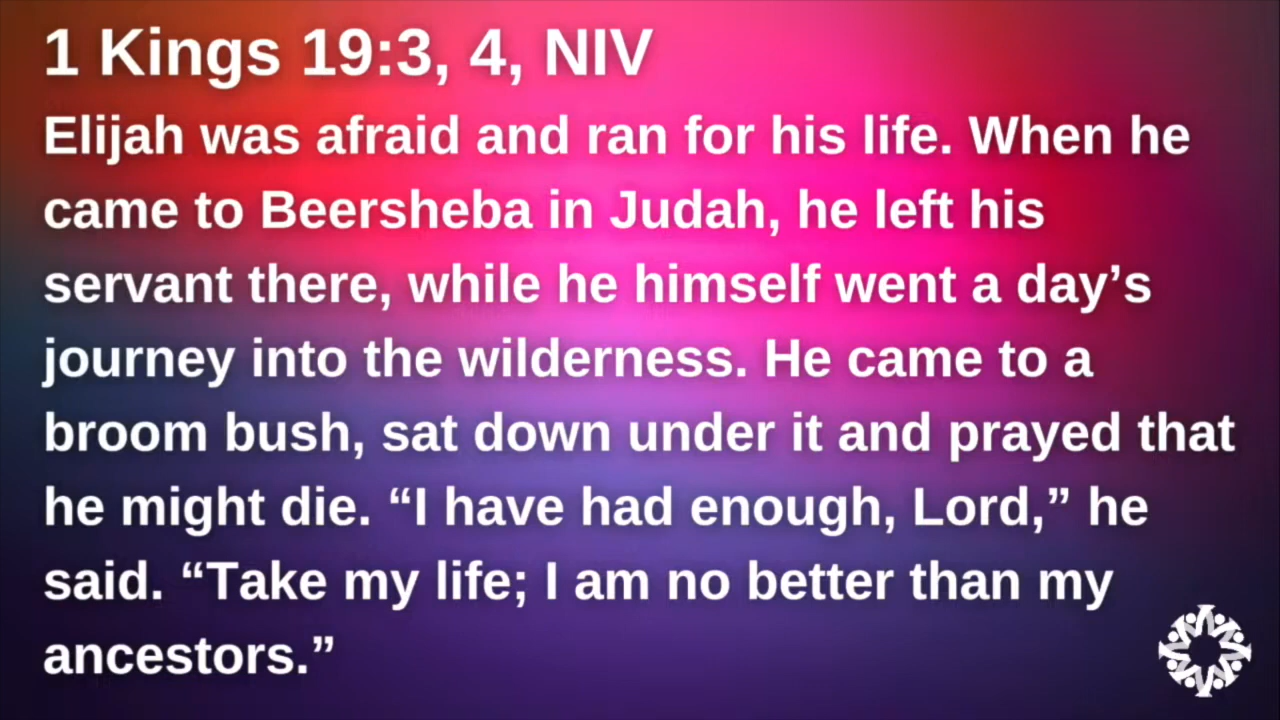 1 Kings 19:3, 4, NIV
Elijah was afraid and ran for his life. When he
came to Beersheba in Judah, he left his
servant there, while he himself went a day’s
journey into the wilderness. He came to a
broom bush, sat down under it and prayed that
he might die. “I have had enough, Lord,” he
said. “Take my life; I am no better than my
ancestors.”